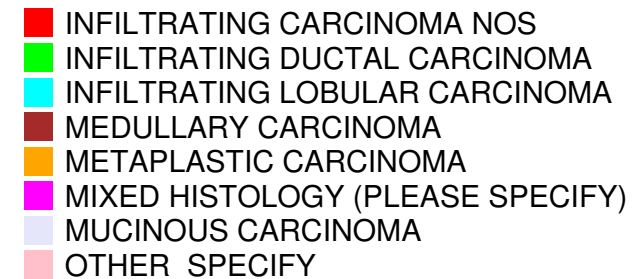 INFILTRATING CARCINOMA NOS
INFILTRATING DUCTAL CARCINOMA
INFILTRATING LOBULAR CARCINOMA
MEDULLARY CARCINOMA
METAPLASTIC CARCINOMA
MIXED HISTOLOGY (PLEASE SPECIFY)
MUCINOUS CARCINOMA
OTHER  SPECIFY